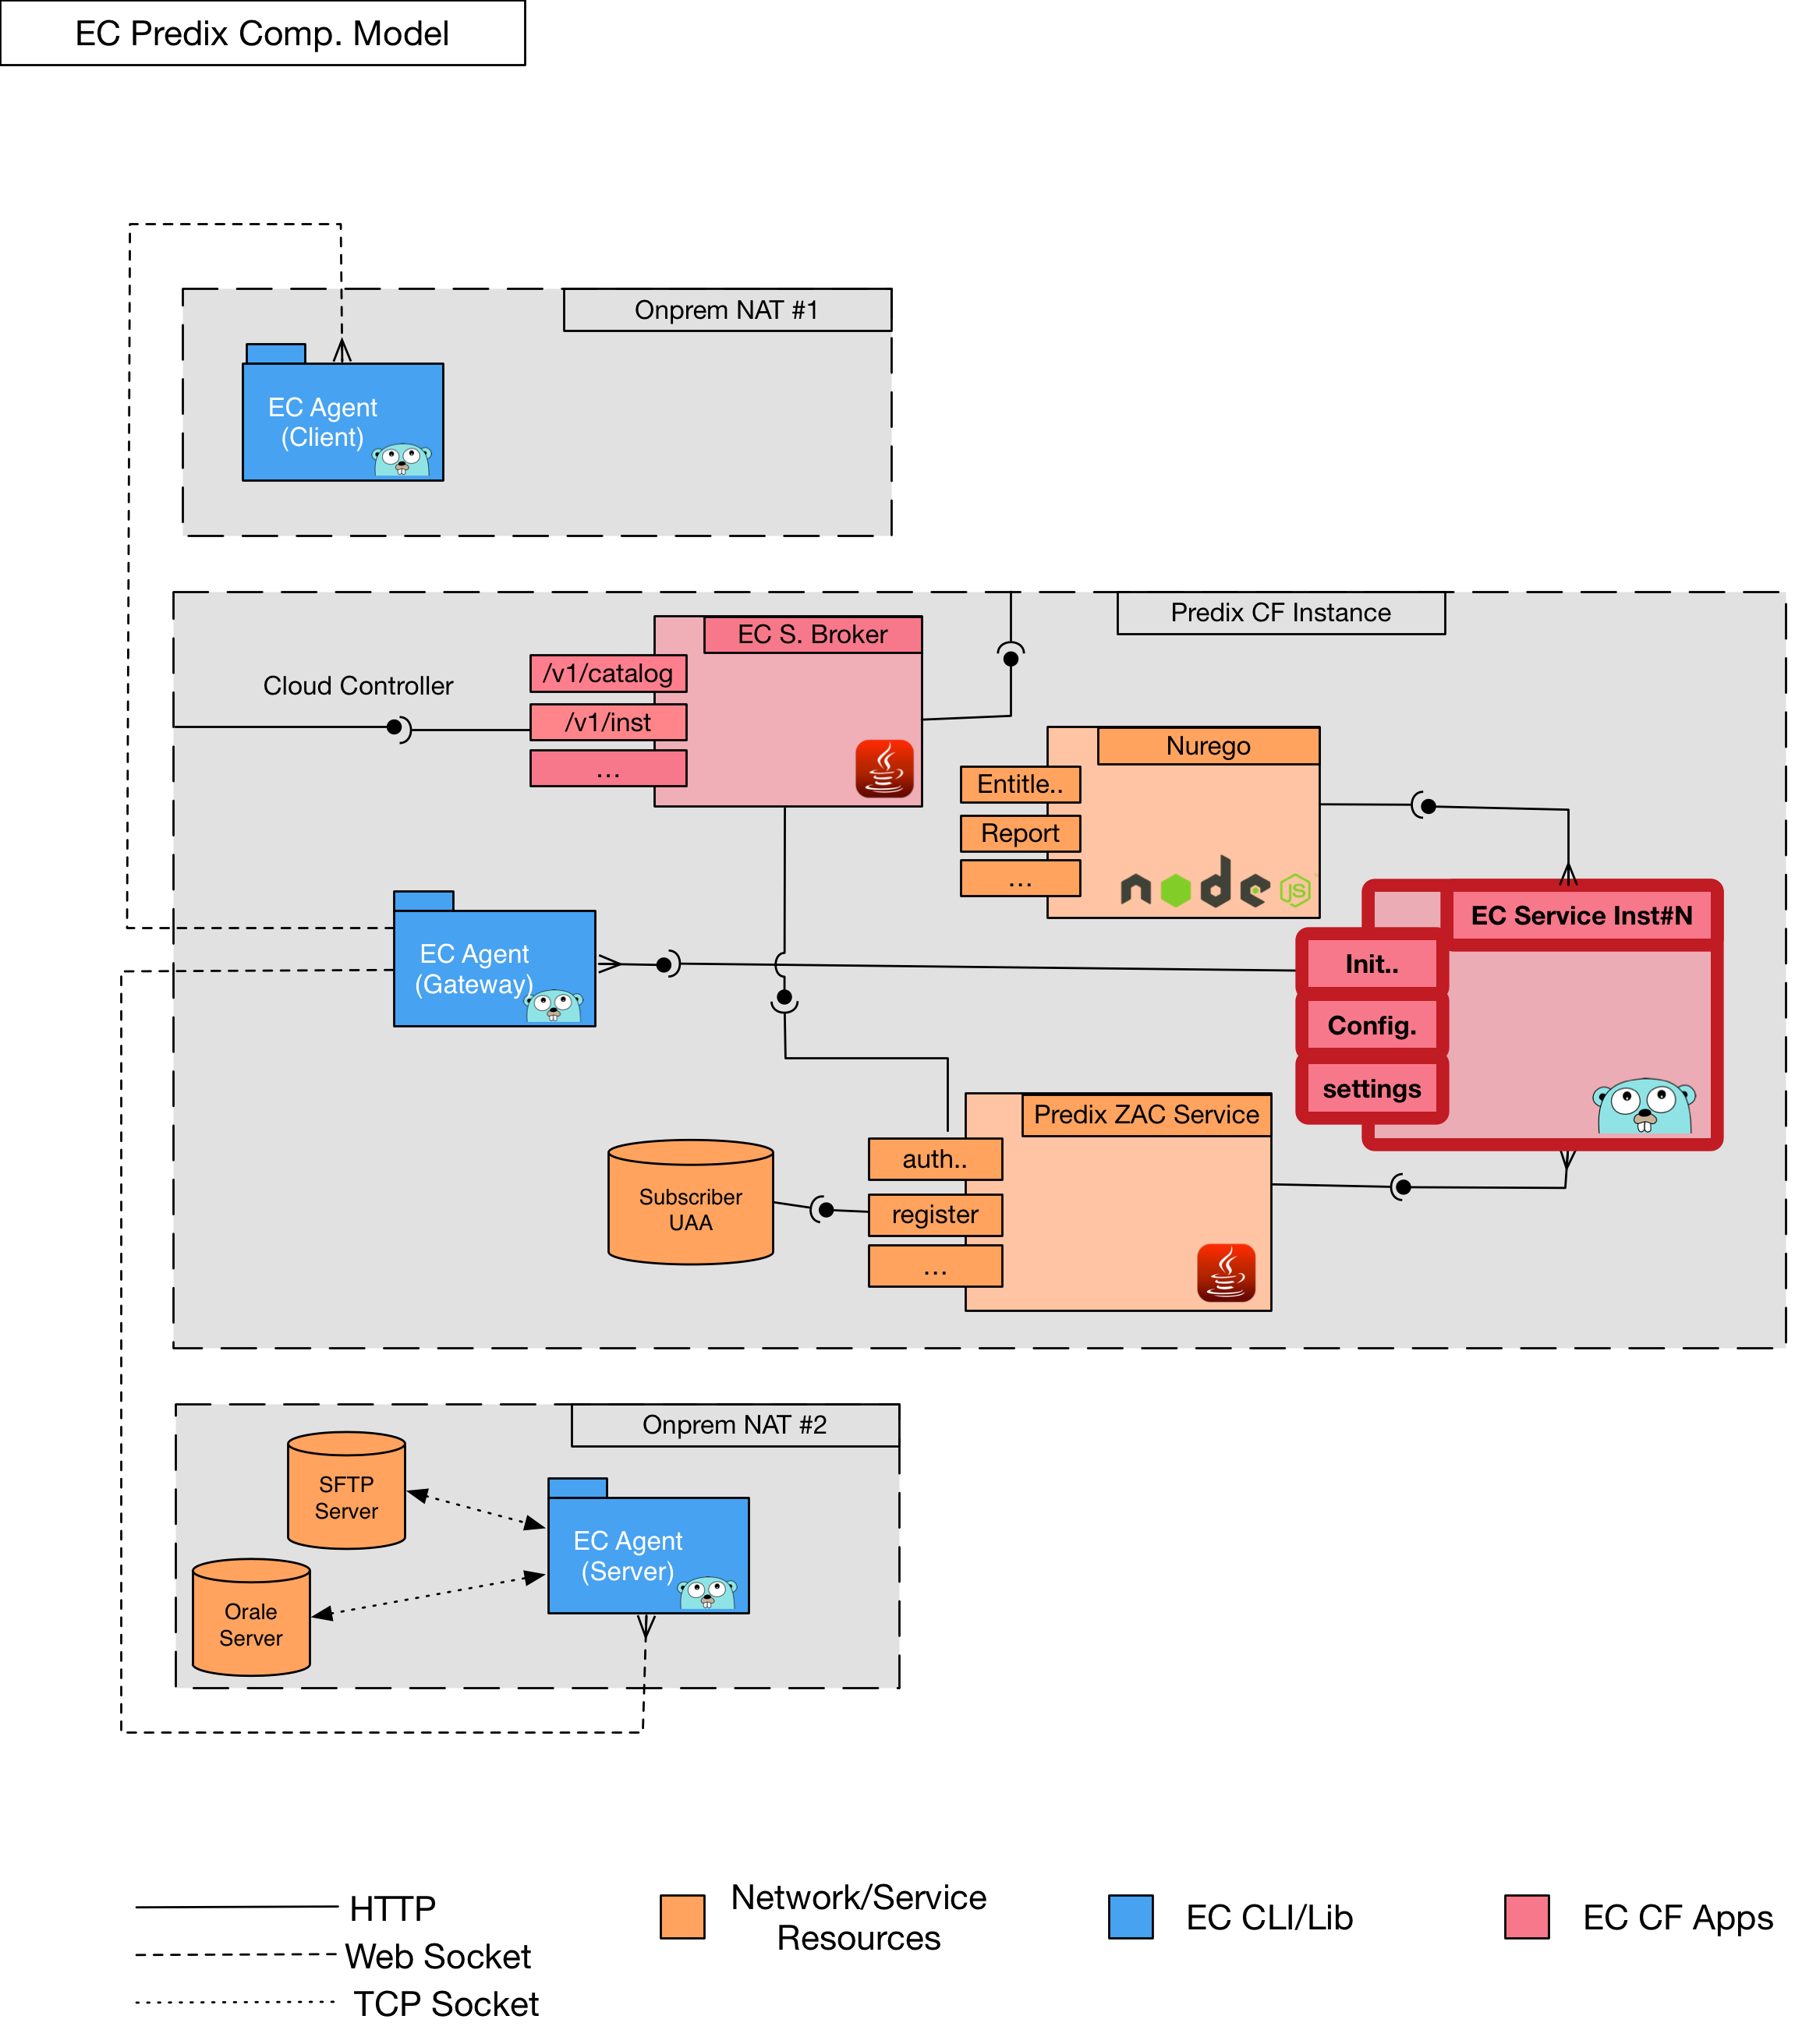 EC Predix Comp. Model
Onprem NAT #1
EC Agent
(Client)
Predix CF Instance
EC S. Broker
/v1/catalog
/v1/inst
...
Cloud Controller
Nurego
Entitle..
Report
...
node
JS
EC Service Inst#N
Init..
Config.
settings
EC Agent
(Gateway)
Predix ZAC Service
auth..
register
...
Subscriber
UAA
Onprem NAT #2
SFTP
Server
EC Agent
(Server)
Orale
Server
HTTP
Web Socket
TCP Socket
Network/Service
Resources
EC CLI/Lib
EC CF Apps